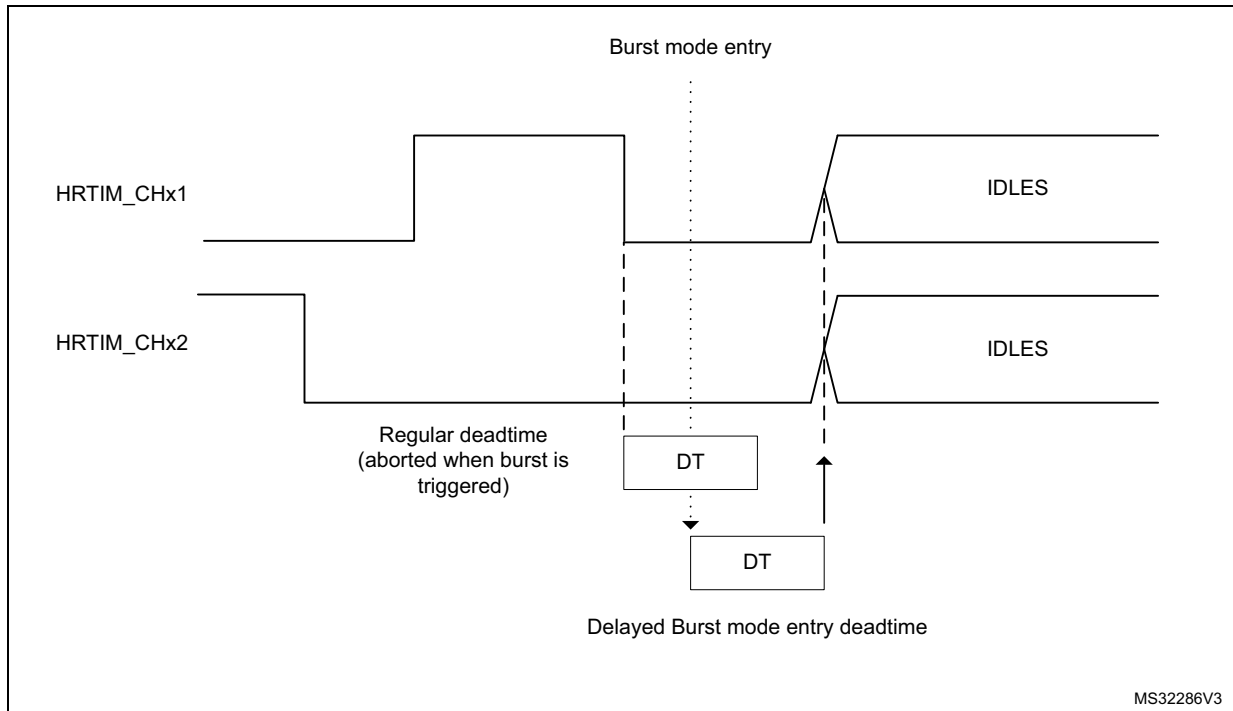 Burst mode entry
HRTIM_CHx1
IDLES
HRTIM_CHx2
IDLES
Regular deadtime
(aborted when burst is
triggered)
DT
DT
Delayed Burst mode entry deadtime
MS32286V3